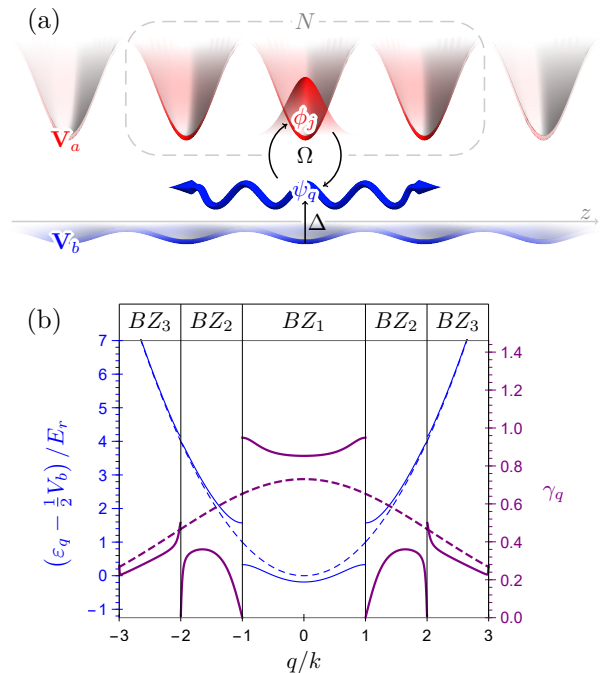 (a)
N
V_a
ϕ_j
Ω
ψ_q
z
Δ
V_b
(b)
BZ_3 BZ_2 BZ_1 BZ_2 BZ_3
(ε_q − 1/2 V_b) / E_r
7
6
5
4
3
2
1
0
−1
1.4
1.2
1.0
0.8
0.6
0.4
0.2
0.0
γ_q
−3 −2 −1 0 1 2 3
q/k